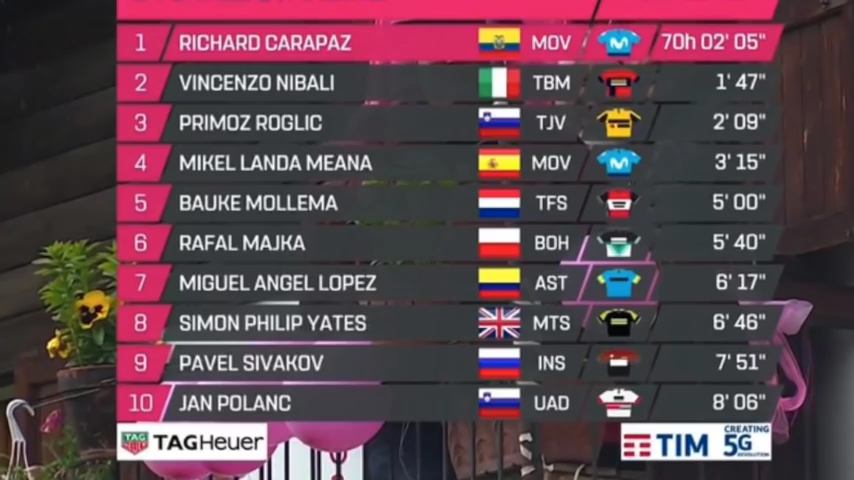 1 RICHARD CARAPAZ MOV 70h 02' 05"
2 VINCENZO NIBALI TBM 1' 47"
3 PRIMOZ ROGLIC TJV 2' 09"
4 MIKEL LANDA MEANA MOV 3' 15"
5 BAUKE MOLLEMA TFS 5' 00"
6 RAFAL MAJKA BOH 5' 40"
7 MIGUEL ANGEL LOPEZ AST 6' 17"
8 SIMON PHILIP YATES MTS 6' 46"
9 PAVEL SIVAKOV INS 7' 51"
10 JAN POLANC UAD 8' 06"
TAG HEUER TAGHeuer
TIM CREATING 5G REVOLUTION